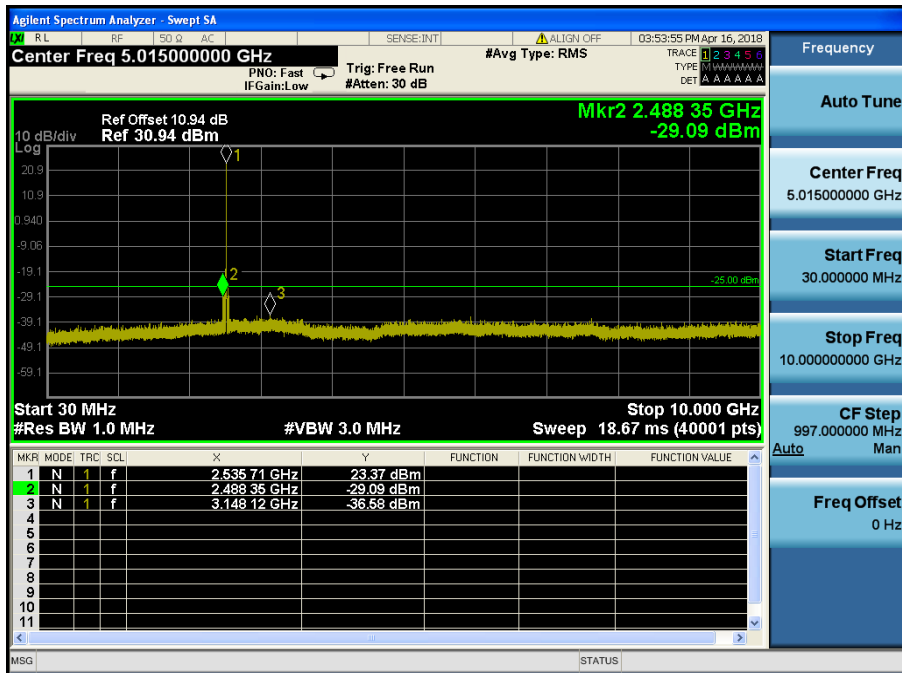 Agilent Spectrum Analyzer - Swept SA
LXI RL RF 50 Ω AC SENSE:INT ALIGN OFF 03:53:55 PM Apr 16, 2018
Center Freq 5.015000000 GHz #Avg Type: RMS TRACE 1 2 3 4 5 6
PNO: Fast Trig: Free Run TYPE M WWWWW
IFGain:Low #Atten: 30 dB DET A A A A A A
Mkr2 2.488 35 GHz
-29.09 dBm
Ref Offset 10.94 dB
10 dB/div Ref 30.94 dBm
Log
1
20.9
10.9
0.940
-9.06
-19.1
2
-25.00 dBm
-29.1
3
-39.1
-49.1
-59.1
Start 30 MHz Stop 10.000 GHz
#Res BW 1.0 MHz #VBW 3.0 MHz Sweep 18.67 ms (40001 pts)
MKR MODE TRC SCL X Y FUNCTION FUNCTION WIDTH FUNCTION VALUE
1 N 1 f 2.535 71 GHz 23.37 dBm
2 N 1 f 2.488 35 GHz -29.09 dBm
3 N 1 f 3.148 12 GHz -36.58 dBm
4
5
6
7
8
9
10
11
MSG STATUS
Frequency
Auto Tune
Center Freq
5.015000000 GHz
Start Freq
30.000000 MHz
Stop Freq
10.000000000 GHz
CF Step
997.000000 MHz
Auto Man
Freq Offset
0 Hz